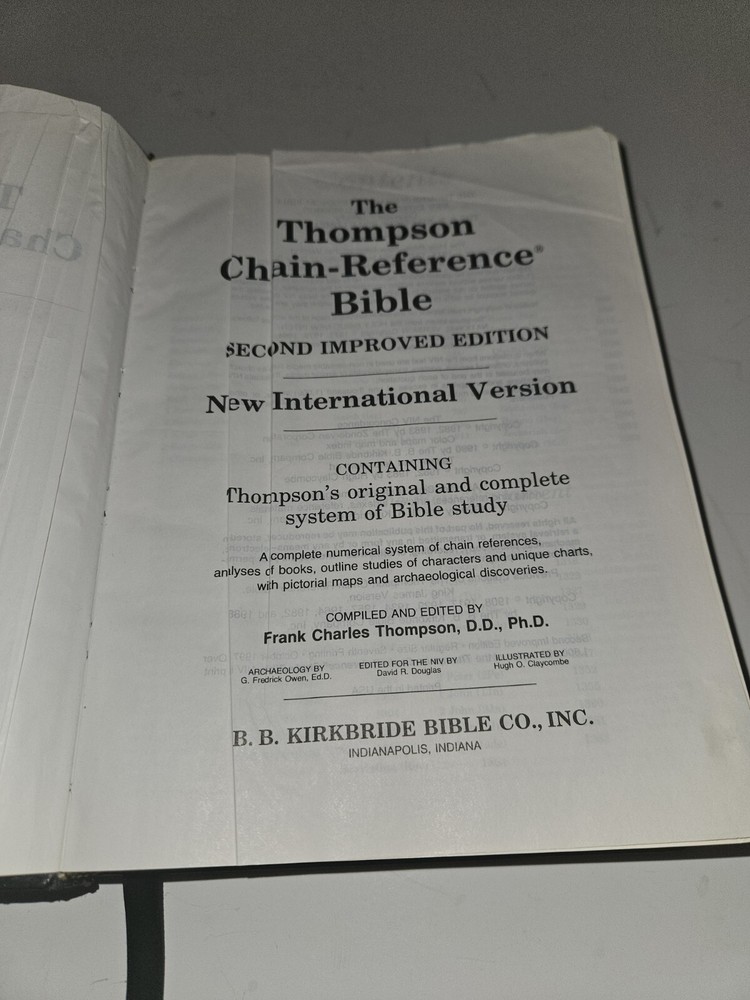 The
Thompson
Chain-Reference®
Bible
SECOND IMPROVED EDITION
New International Version
CONTAINING
Thompson's original and complete
system of Bible study
A complete numerical system of chain references,
analyses of books, outline studies of characters and unique charts,
with pictorial maps and archaeological discoveries.
COMPILED AND EDITED BY
Frank Charles Thompson, D.D., Ph.D.
ARCHAEOLOGY BY
G. Fredrick Owen, Ed.D.
EDITED FOR THE NIV BY
David R. Douglas
ILLUSTRATED BY
Hugh O. Claycombe
B. B. KIRKBRIDE BIBLE CO., INC.
INDIANAPOLIS, INDIANA